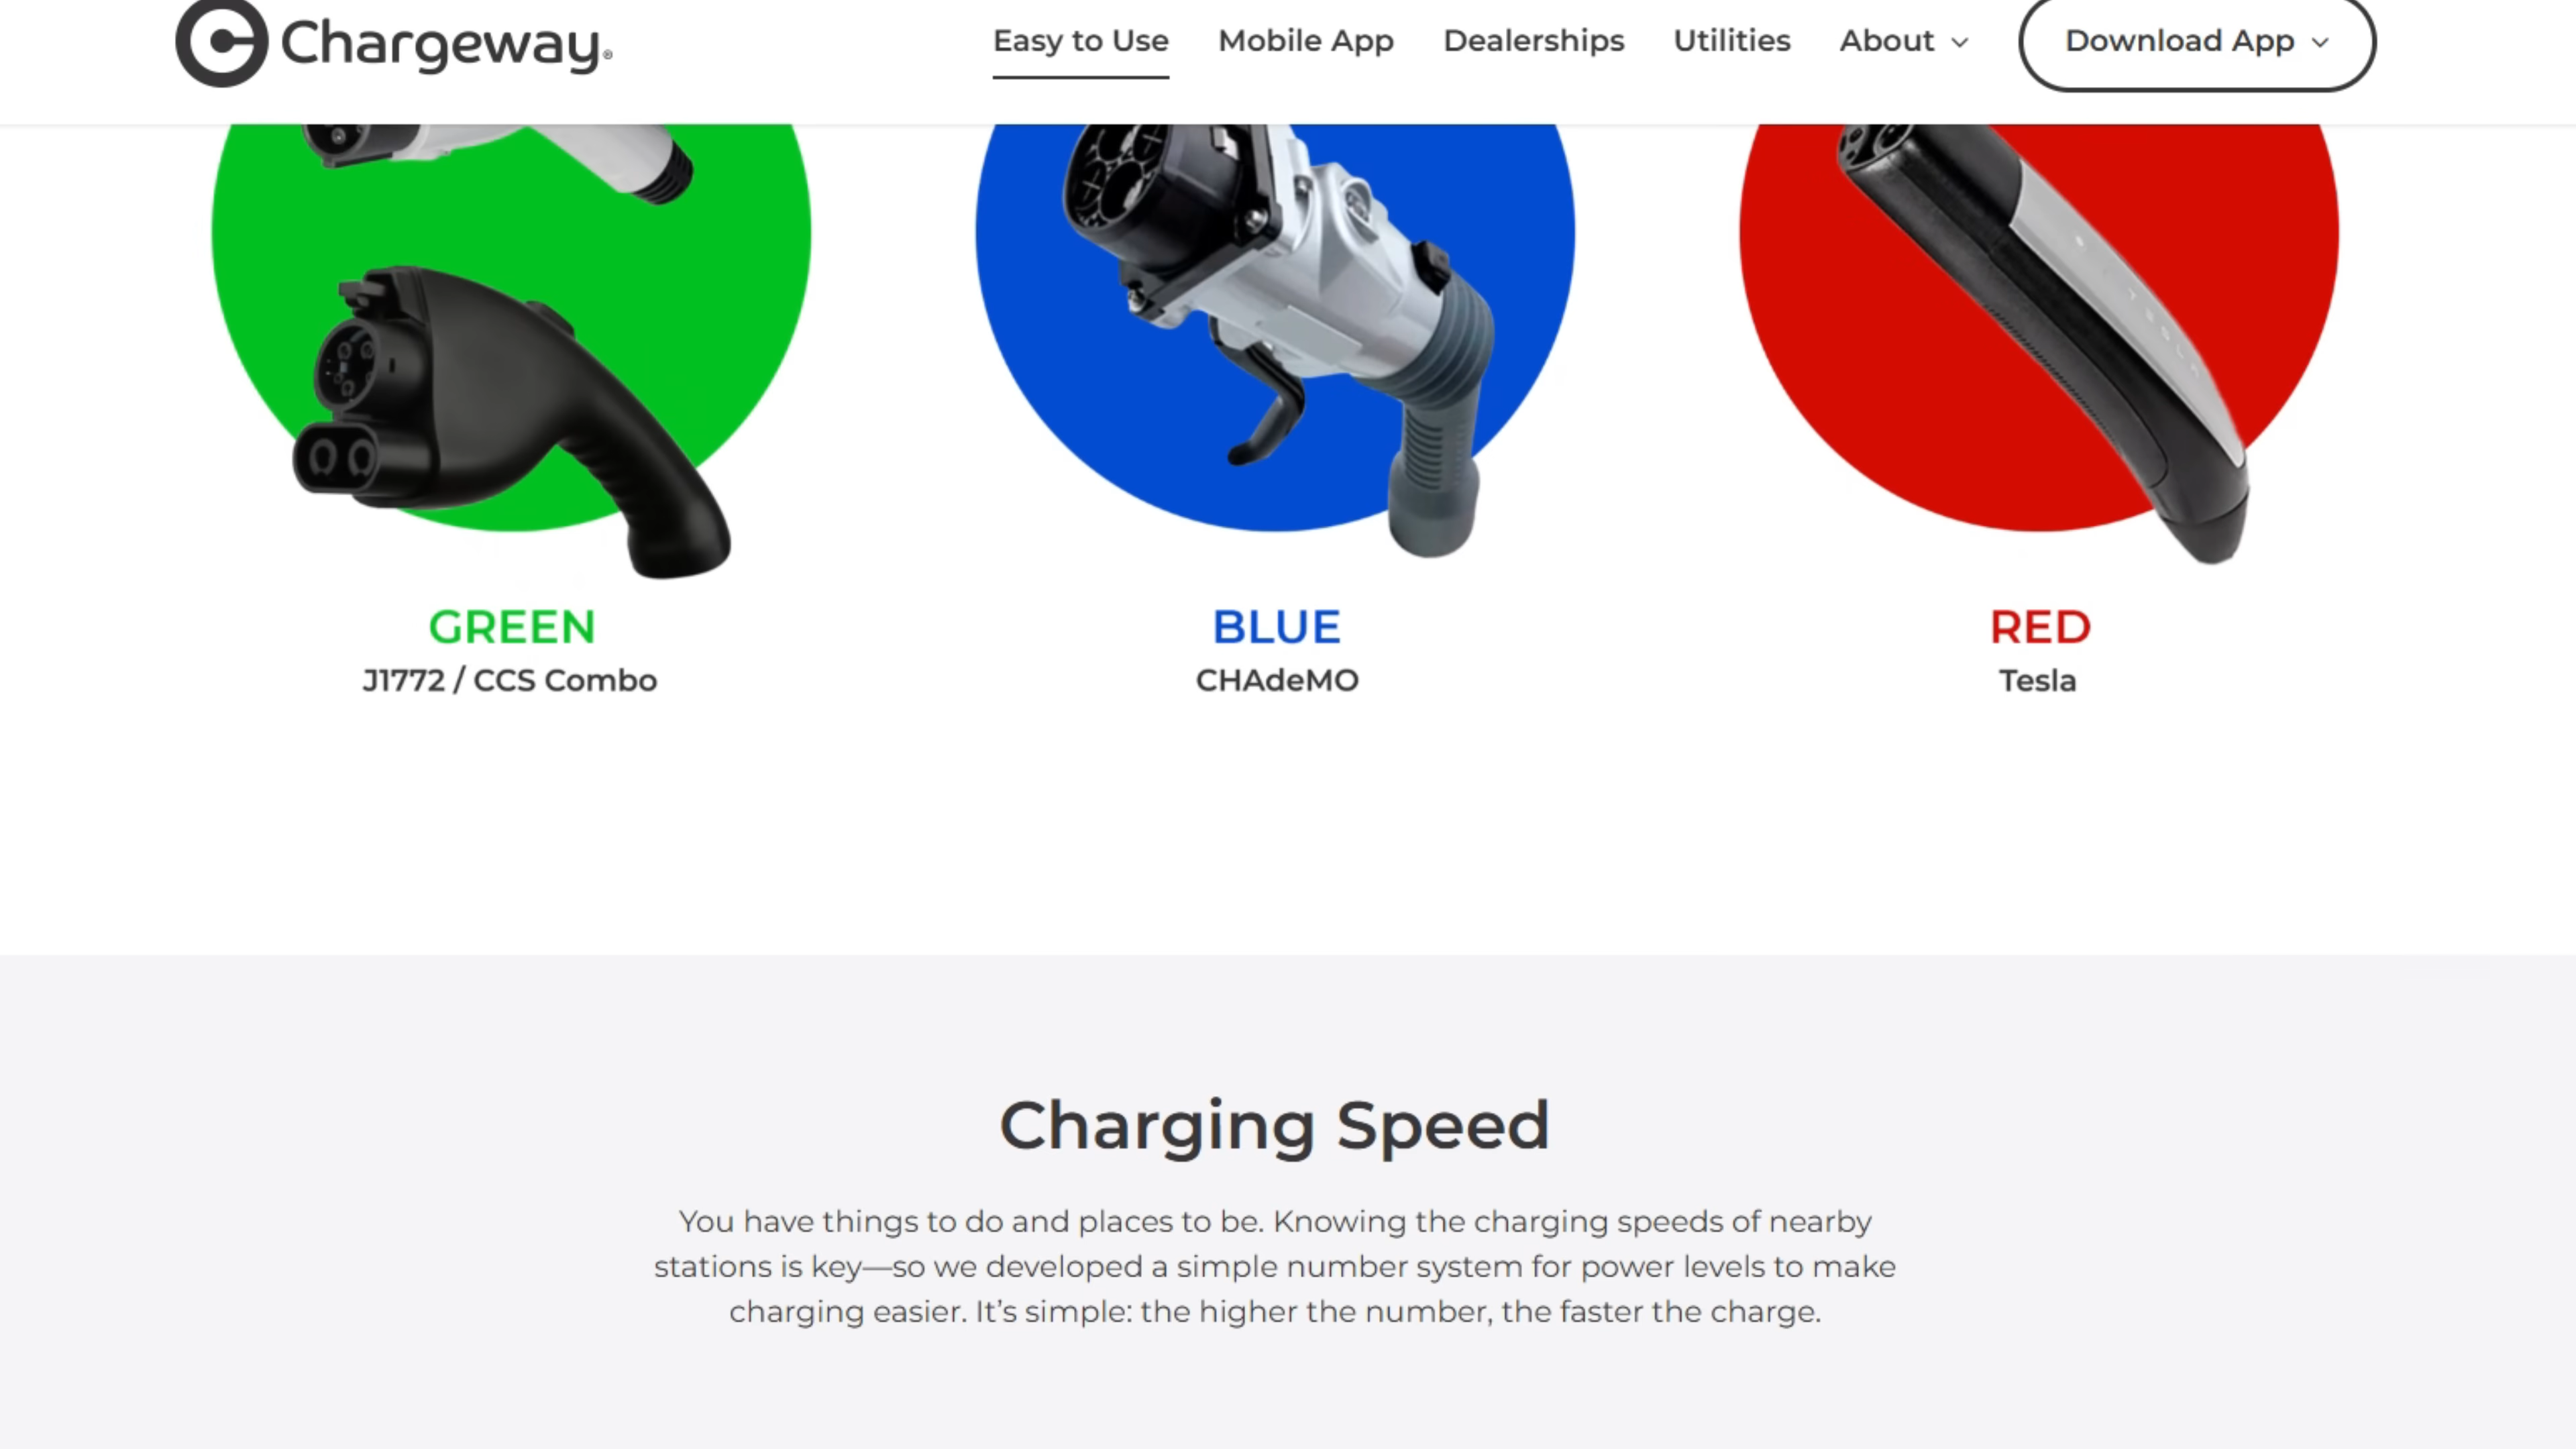 Chargeway®
Easy to Use
Mobile App
Dealerships
Utilities
About
Download App
TESLA
GREEN
BLUE
RED
J1772 / CCS Combo
CHAdeMO
Tesla
Charging Speed
You have things to do and places to be. Knowing the charging speeds of nearby
stations is key—so we developed a simple number system for power levels to make
charging easier. It’s simple: the higher the number, the faster the charge.